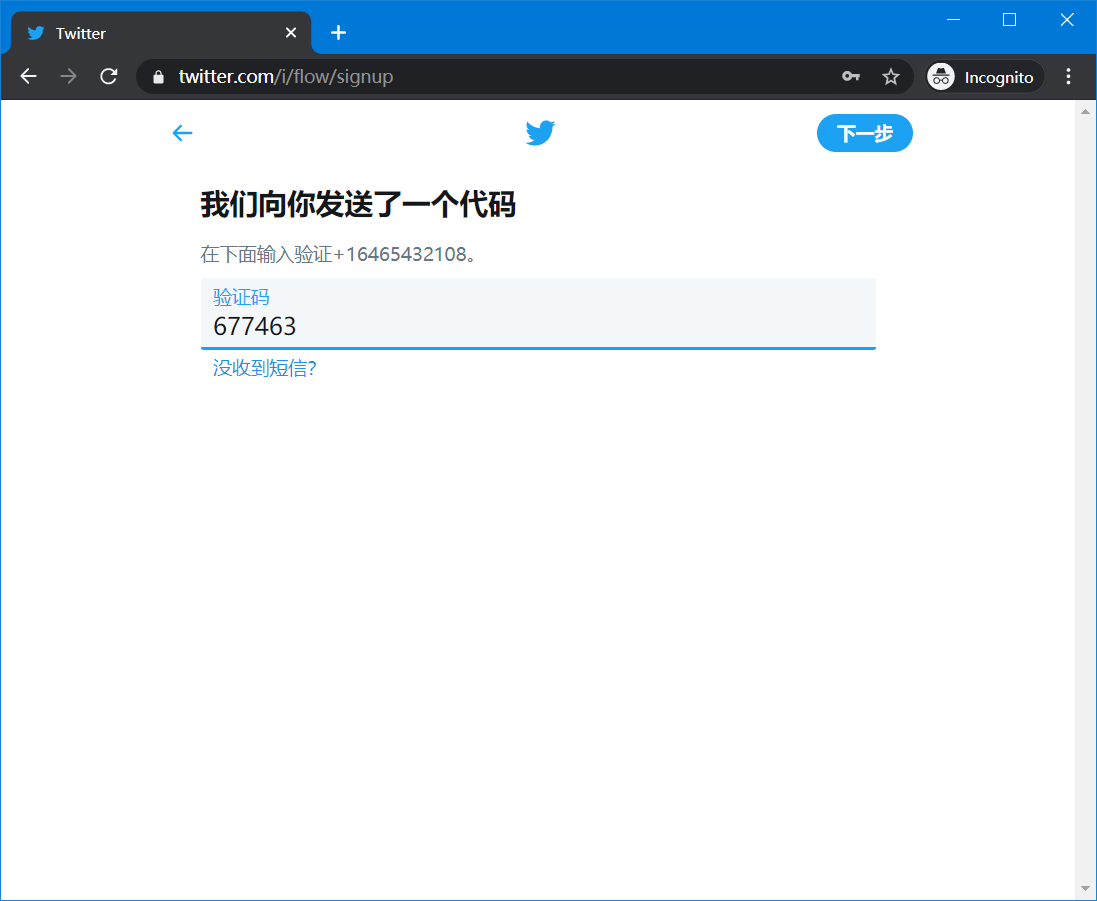 Twitter
twitter.com/i/flow/signup
Incognito
下一步
我们向你发送了一个代码
在下面输入验证+16465432108。
验证码
677463
没收到短信?